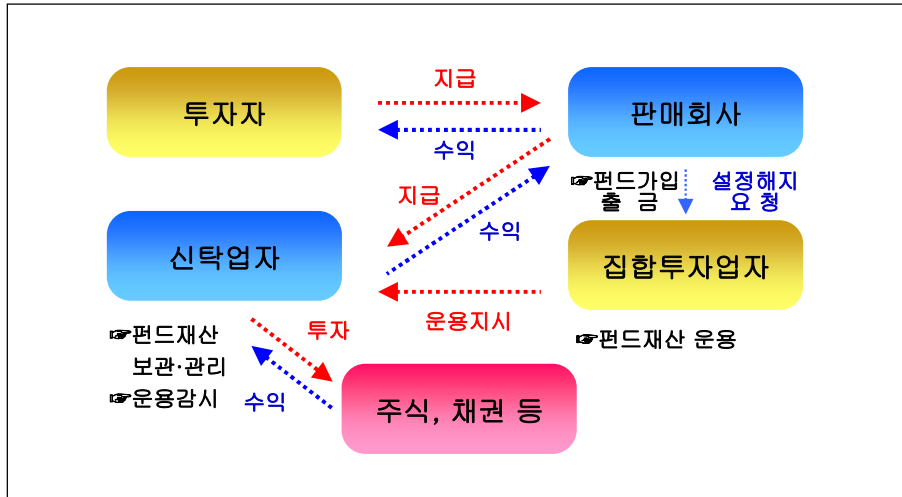 지급
투자자
판매회사
수익
☞펀드가입
출 금
설정해지
요 청
지급
수익
신탁업자
집합투자업자
운용지시
☞펀드재산
보관·관리
☞운용감시
투자
수익
☞펀드재산 운용
주식, 채권 등